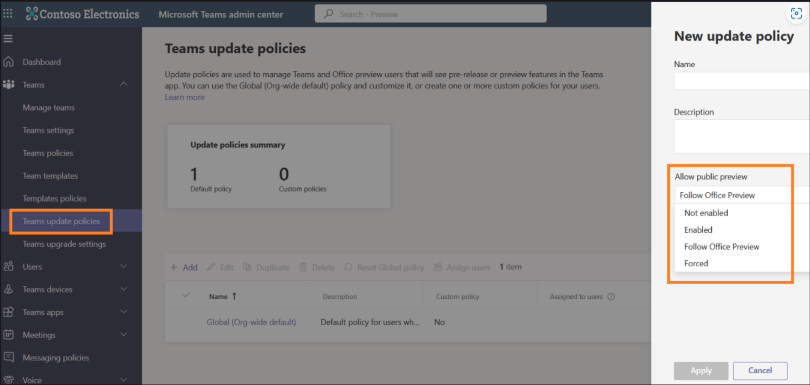 Contoso Electronics
Microsoft Teams admin center
Search - Preview
Dashboard
Teams
Manage teams
Teams settings
Teams policies
Team templates
Templates policies
Teams update policies
Teams upgrade settings
Users
Teams devices
Teams apps
Meetings
Messaging policies
Voice
Teams update policies
Update policies are used to manage Teams and Office preview users that will see pre-release or preview features in the Teams
app. You can use the Global (Org-wide default) policy and customize it, or create one or more custom policies for your users.
Learn more
Update policies summary
1
Default policy
0
Custom policies
+ Add Edit Duplicate Delete Reset Global policy Assign users 1 item
Name ↑ Description Custom policy Assigned to users
Global (Org-wide default) Default policy for users wh... No
New update policy
Name
Description
Allow public preview
Follow Office Preview
Not enabled
Enabled
Follow Office Preview
Forced
Apply Cancel